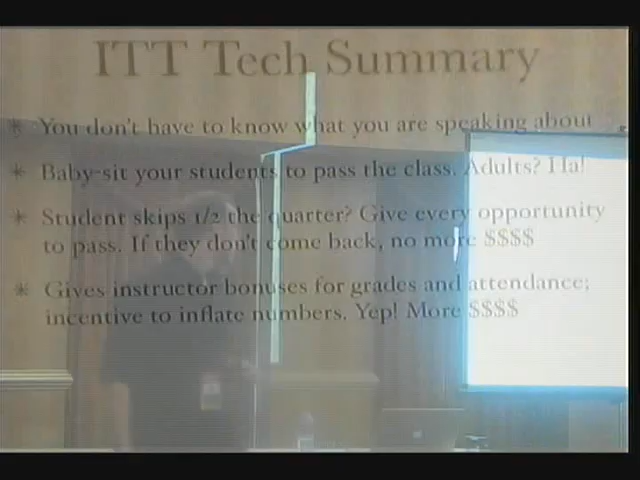 ITT Tech Summary
* You don't have to know what you are speaking about
* Baby-sit your students to pass the class. Adults? Ha!
* Student skips 1/2 the quarter? Give every opportunity
to pass. If they don't come back, no more $$$$
* Gives instructor bonuses for grades and attendance;
incentive to inflate numbers. Yep! More $$$$